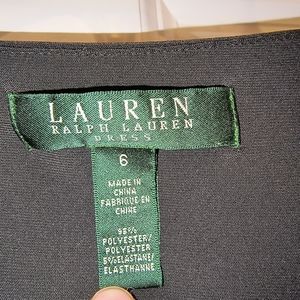 LAUREN
RALPH LAUREN
DRESS
6
MADE IN
CHINA
FABRIQUE EN
CHINE
95%
POLYESTER/
POLYESTER
5%ELASTANE/
ELASTHANNE